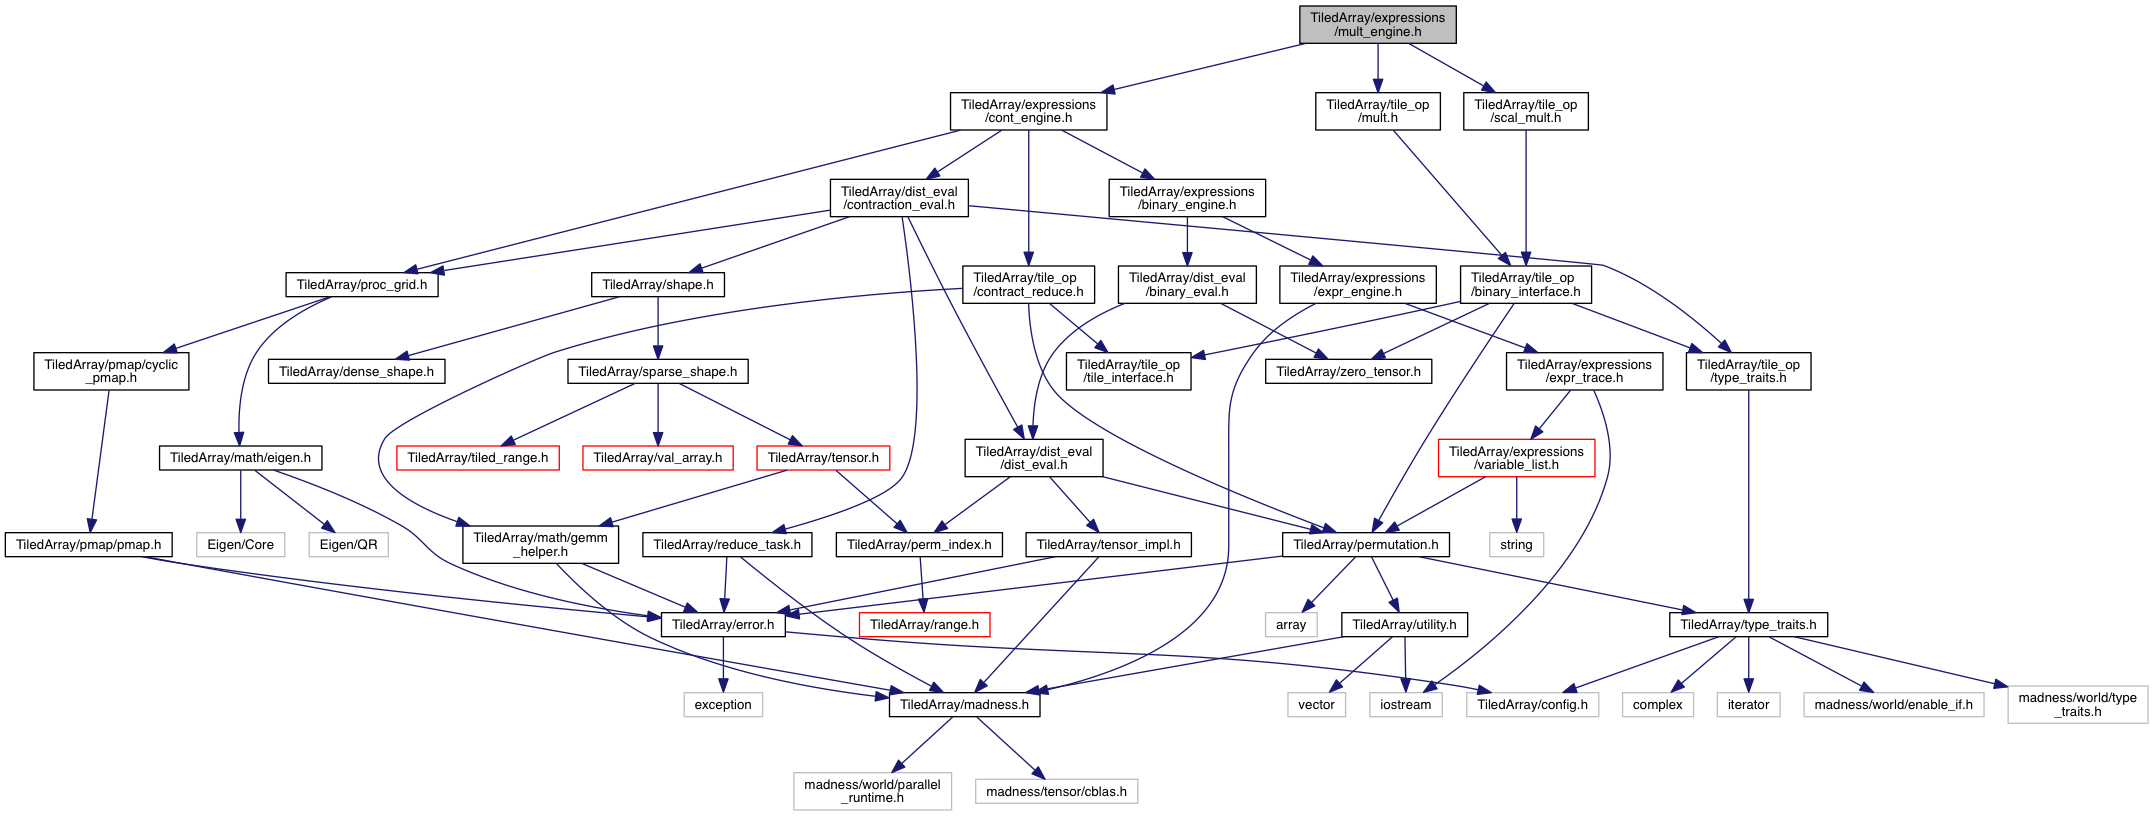 TiledArray/expressions
/mult_engine.h
TiledArray/expressions
/cont_engine.h
TiledArray/tile_op
/mult.h
TiledArray/tile_op
/scal_mult.h
TiledArray/dist_eval
/contraction_eval.h
TiledArray/expressions
/binary_engine.h
TiledArray/proc_grid.h
TiledArray/shape.h
TiledArray/tile_op
/contract_reduce.h
TiledArray/dist_eval
/binary_eval.h
TiledArray/expressions
/expr_engine.h
TiledArray/tile_op
/binary_interface.h
TiledArray/pmap/cyclic
_pmap.h
TiledArray/dense_shape.h
TiledArray/sparse_shape.h
TiledArray/tile_op
/tile_interface.h
TiledArray/zero_tensor.h
TiledArray/expressions
/expr_trace.h
TiledArray/tile_op
/type_traits.h
TiledArray/math/eigen.h
TiledArray/tiled_range.h
TiledArray/val_array.h
TiledArray/tensor.h
TiledArray/dist_eval
/dist_eval.h
TiledArray/expressions
/variable_list.h
TiledArray/pmap/pmap.h
Eigen/Core
Eigen/QR
TiledArray/math/gemm
_helper.h
TiledArray/reduce_task.h
TiledArray/perm_index.h
TiledArray/tensor_impl.h
TiledArray/permutation.h
string
TiledArray/error.h
TiledArray/range.h
array
TiledArray/utility.h
TiledArray/type_traits.h
exception
TiledArray/madness.h
vector
iostream
TiledArray/config.h
complex
iterator
madness/world/enable_if.h
madness/world/type
_traits.h
madness/world/parallel
_runtime.h
madness/tensor/cblas.h